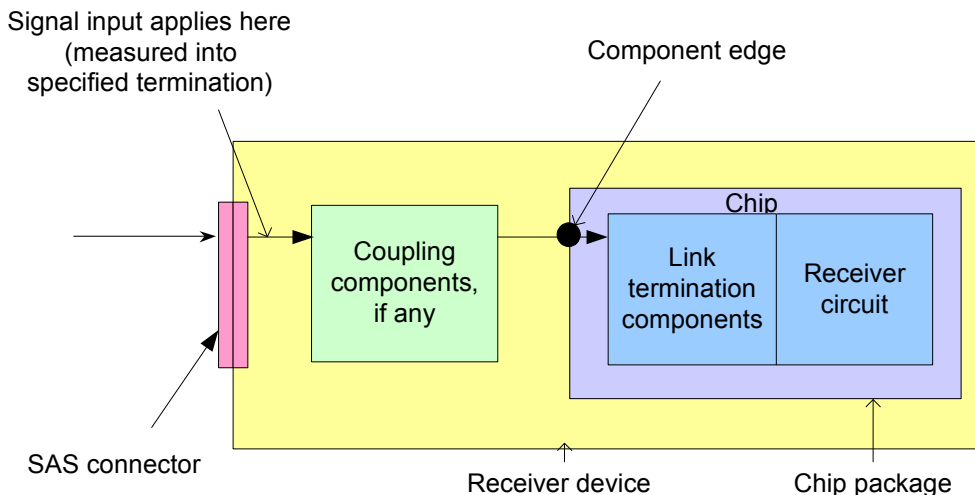 Signal input applies here
(measured into
specified termination)
Component edge
Chip
Coupling
components,
if any
Link
termination
components
Receiver
circuit
SAS connector
Receiver device
Chip package